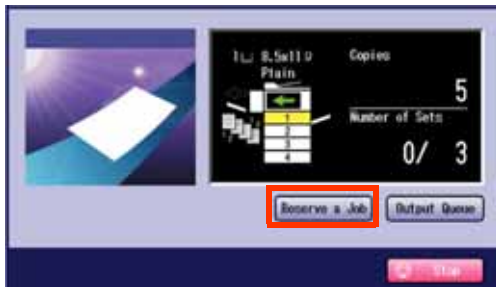 1 8.5x11 Copies
Plain
5
1
2
3
4
Number of Sets
0/ 3
Reserve a Job Output Queue
Stop